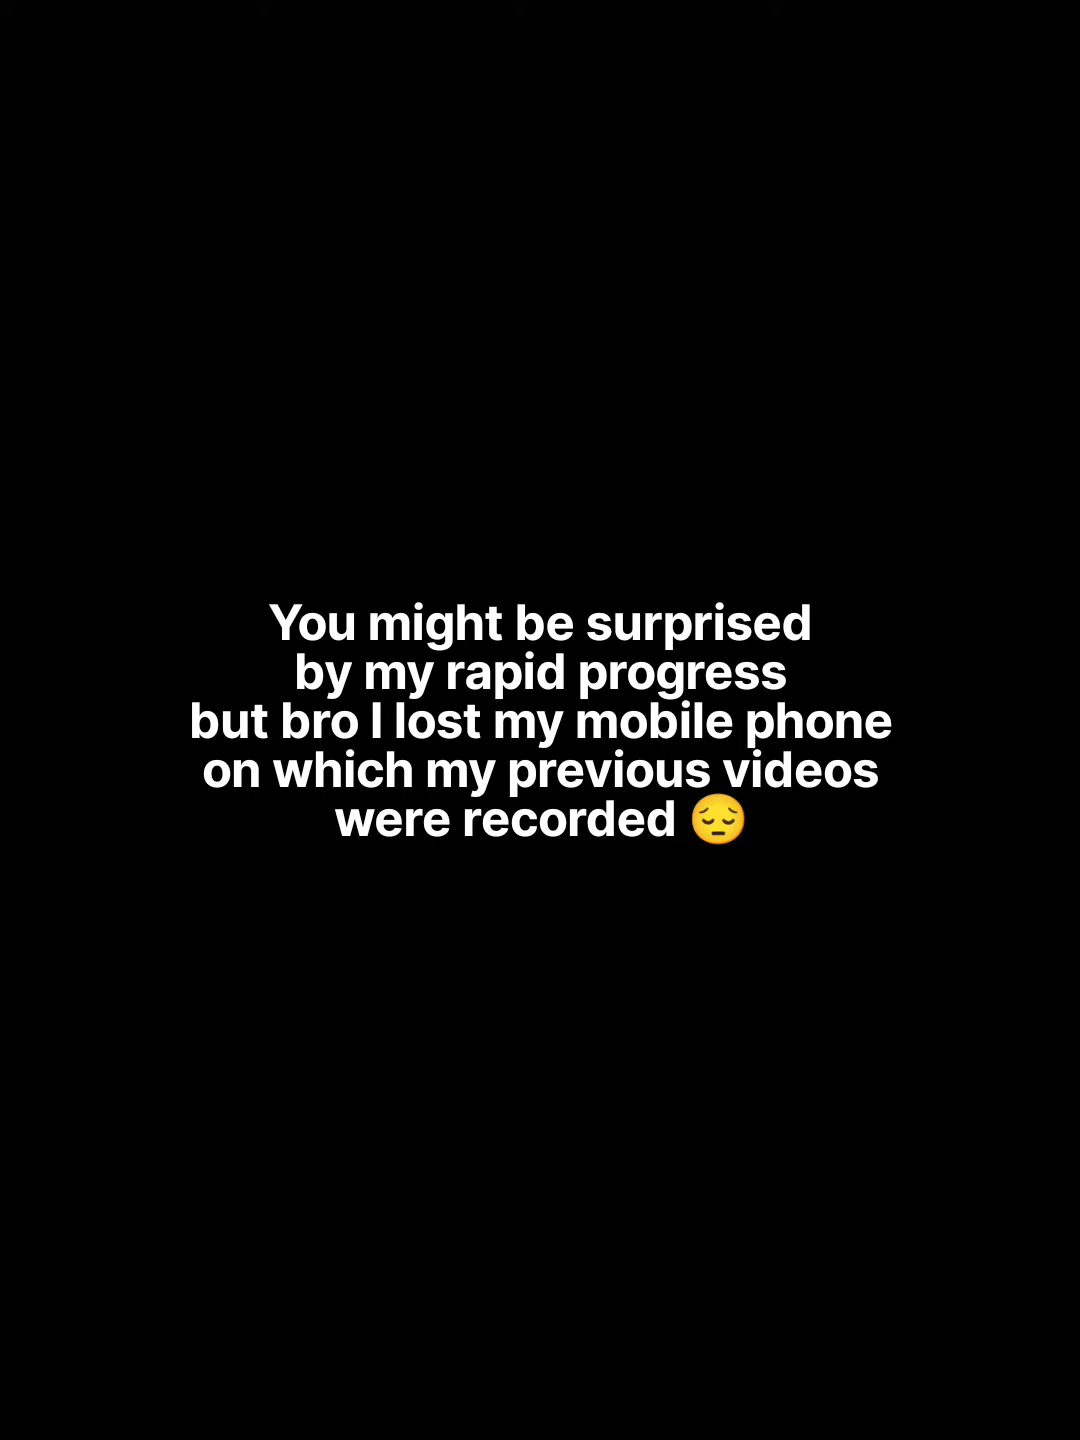 You might be surprised
by my rapid progress
but bro I lost my mobile phone
on which my previous videos
were recorded 😔